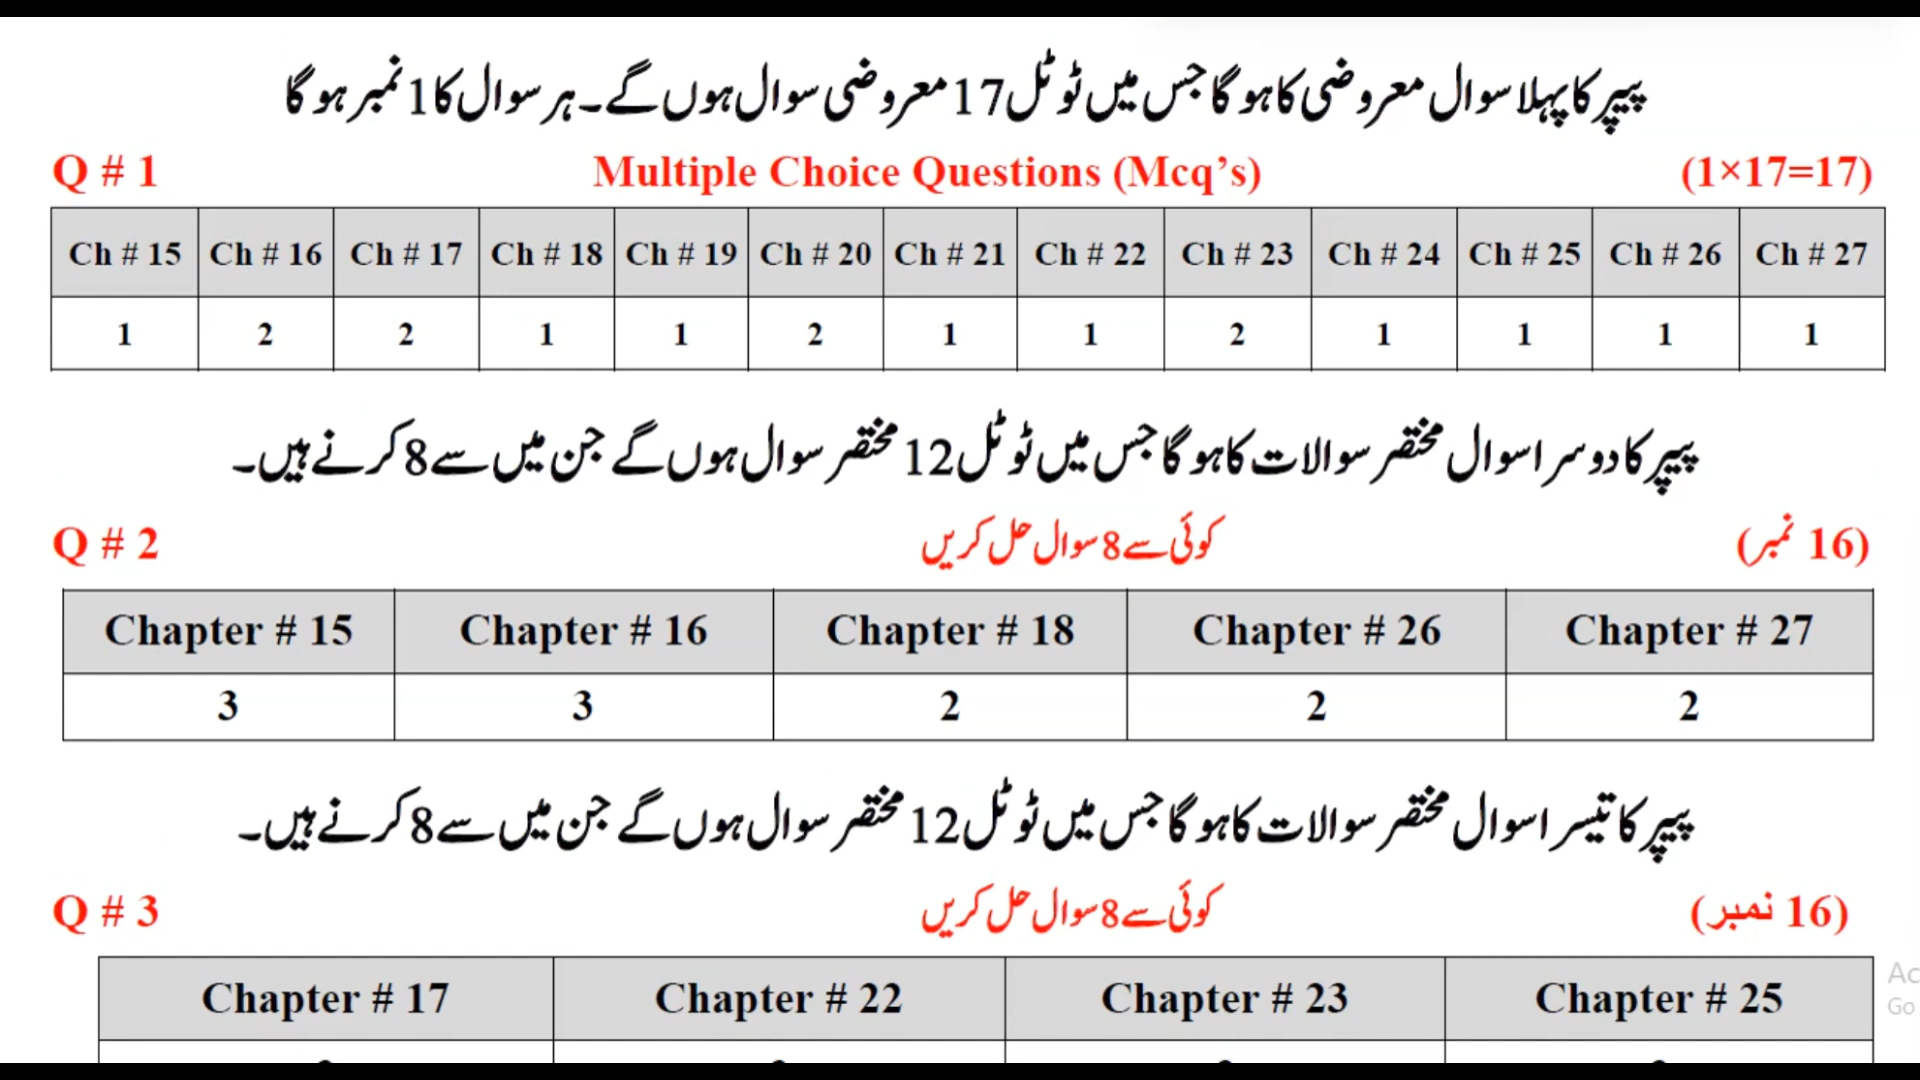 پیپر کا پہلا سوال معروضی کا ہو گا جس میں ٹوٹل 17 معروضی سوال ہوں گے۔ ہر سوال کا 1 نمبر ہو گا
Q # 1 Multiple Choice Questions (Mcq’s) (1×17=17)
Ch # 15 Ch # 16 Ch # 17 Ch # 18 Ch # 19 Ch # 20 Ch # 21 Ch # 22 Ch # 23 Ch # 24 Ch # 25 Ch # 26 Ch # 27
1 2 2 1 1 2 1 1 2 1 1 1 1
پیپر کا دوسرا سوال مختصر سوالات کا ہو گا جس میں ٹوٹل 12 مختصر سوال ہوں گے جن میں سے 8 کرنے ہیں۔
Q # 2 کوئی سے 8 سوال حل کریں (16 نمبر)
Chapter # 15 Chapter # 16 Chapter # 18 Chapter # 26 Chapter # 27
3 3 2 2 2
پیپر کا تیسرا سوال مختصر سوالات کا ہو گا جس میں ٹوٹل 12 مختصر سوال ہوں گے جن میں سے 8 کرنے ہیں۔
Q # 3 کوئی سے 8 سوال حل کریں (16 نمبر)
Chapter # 17 Chapter # 22 Chapter # 23 Chapter # 25
Go